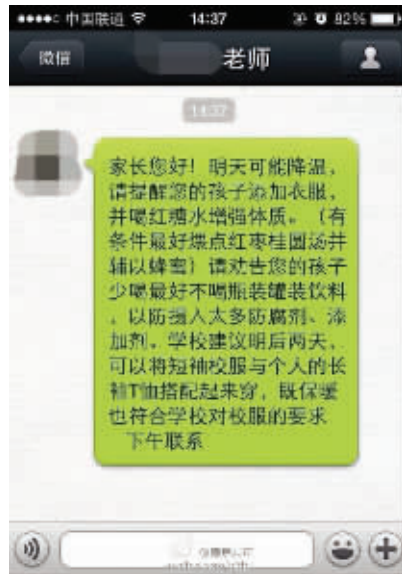 中国联通 14:37 82%
微信 老师
14:37
家长您好！明天可能降温，
请提醒您的孩子添加衣服，
并喝红糖水增强体质。（有
条件最好煨点红枣桂圆汤并
辅以蜂蜜）请劝告您的孩子
少喝最好不喝瓶装罐装饮料
，以防摄入太多防腐剂、添
加剂。学校建议明后两天，
可以将短袖校服与个人的长
袖T恤搭配起来穿，既保暖
也符合学校对校服的要求
下午联系